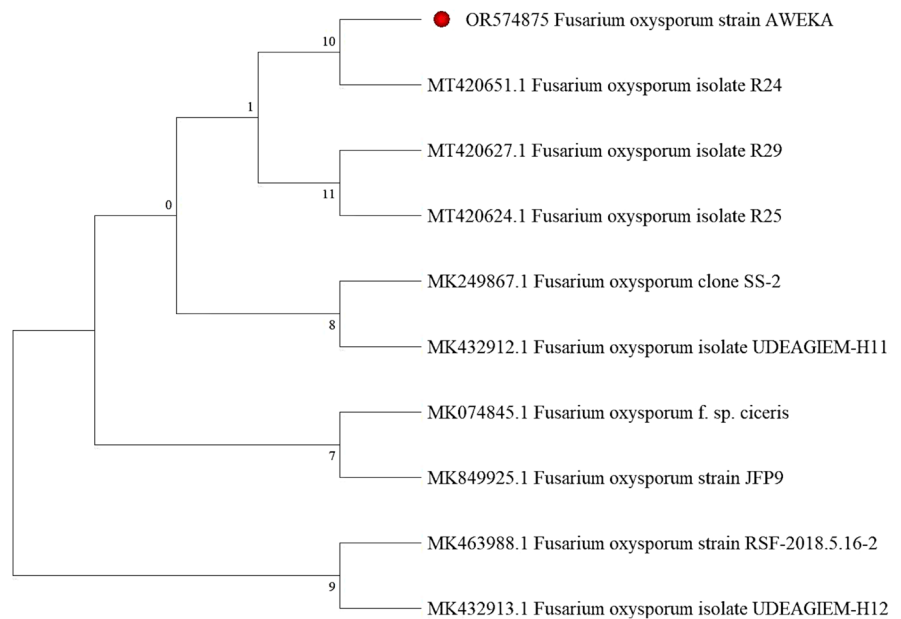 OR574875 Fusarium oxysporum strain AWEKA
10
MT420651.1 Fusarium oxysporum isolate R24
1
MT420627.1 Fusarium oxysporum isolate R29
11
MT420624.1 Fusarium oxysporum isolate R25
0
MK249867.1 Fusarium oxysporum clone SS-2
8
MK432912.1 Fusarium oxysporum isolate UDEAGIEM-H11
MK074845.1 Fusarium oxysporum f. sp. ciceris
7
MK849925.1 Fusarium oxysporum strain JFP9
MK463988.1 Fusarium oxysporum strain RSF-2018.5.16-2
9
MK432913.1 Fusarium oxysporum isolate UDEAGIEM-H12